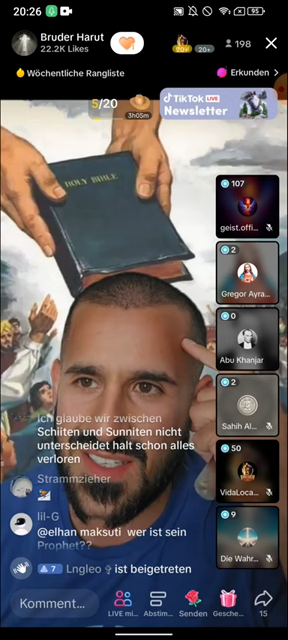 20:26
95
Bruder Harut
22.2K Likes
20+
198
Wöchentliche Rangliste
Erkunden >
5/20
3h05m
TikTok LIVE
Newsletter
HOLY BIBLE
107
geist.offi...
2
Gregor Ayra...
0
Abu Khanjar
2
Sahih Al...
50
VidaLoca...
9
Die Wahr...
ich glaube wir zwischen
Schiiten und Sunniten nicht
unterscheidet halt schon alles
verloren
Strammzieher
lil-G
@elhan maksuti wer ist sein
Prophet??
7 Lngleo ist beigetreten
Komment...
LIVE mi...
Abstim...
Senden
Gesche...
15